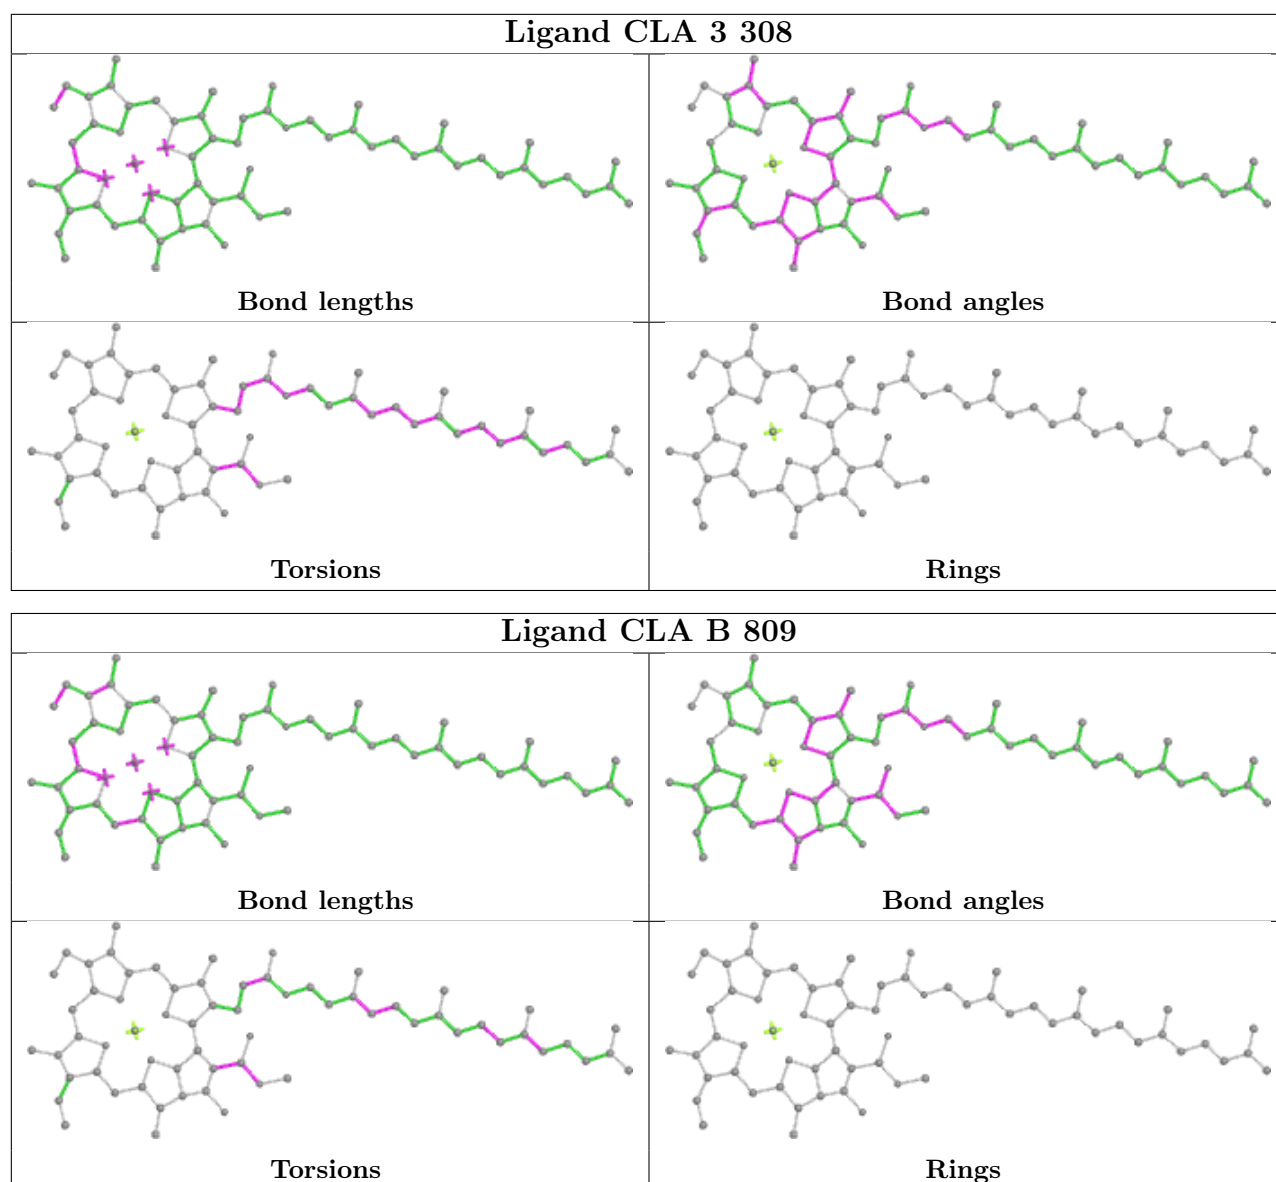 Ligand CLA 3 308
Bond lengths
Bond angles
Torsions
Rings
Ligand CLA B 809
Bond lengths
Bond angles
Torsions
Rings